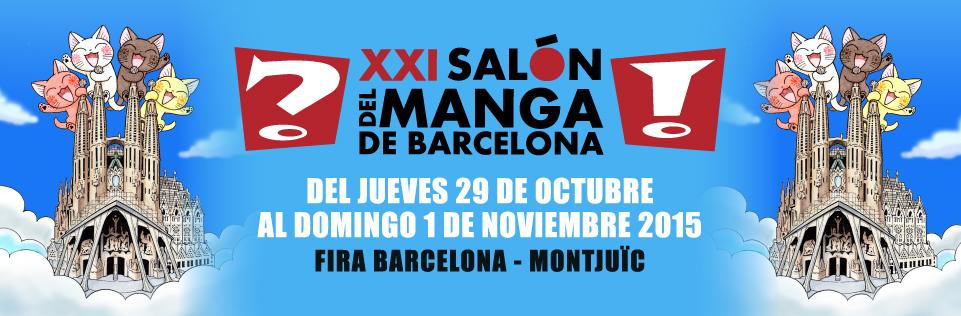 ?
XXI SALÓN
DEL MANGA
DE BARCELONA
!
DEL JUEVES 29 DE OCTUBRE
AL DOMINGO 1 DE NOVIEMBRE 2015
FIRA BARCELONA - MONTJUÏC